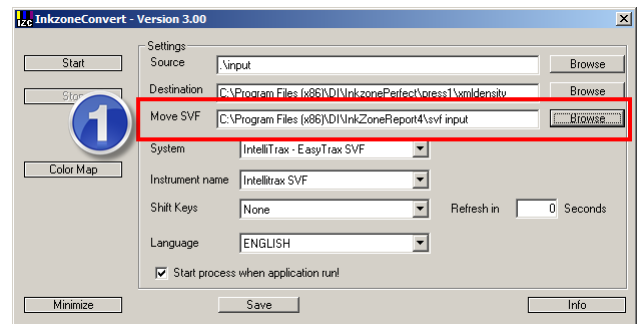 InkzoneConvert - Version 3.00
Settings
Start
Source .\input Browse
Stop
Destination C:\Program Files (x86)\DI\InkzonePerfect\press1\xmldensity Browse
1
Move SVF C:\Program Files (x86)\DI\InkZoneReport4\svf input Browse
System IntelliTrax - EasyTrax SVF
Color Map
Instrument name Intellitrax SVF
Shift Keys None Refresh in 0 Seconds
Language ENGLISH
Start process when application run!
Minimize Save Info